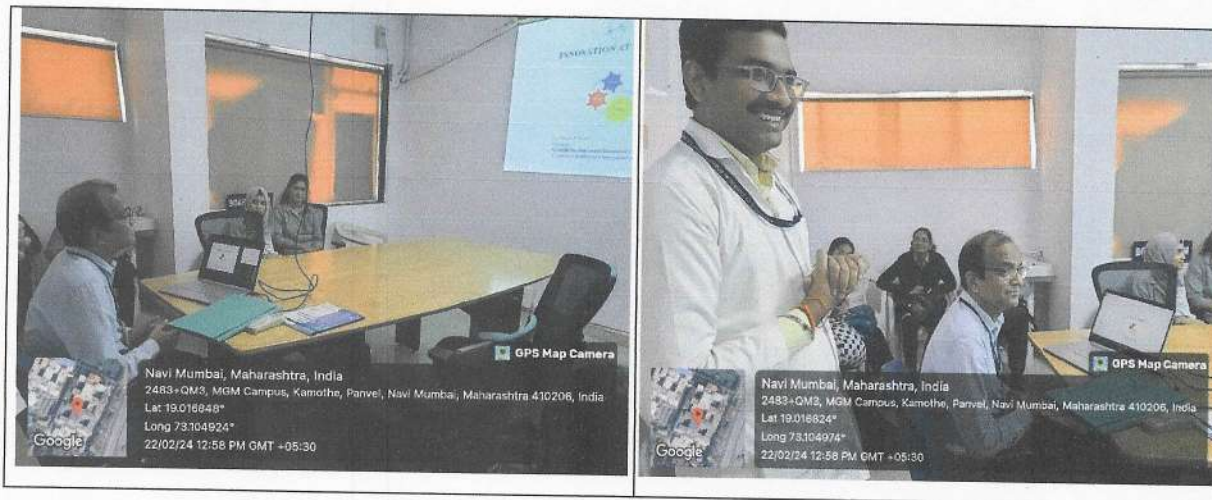 INNOVATION
GPS Map Camera
Navi Mumbai, Maharashtra, India
2483+QM3, MGM Campus, Kamothe, Panvel, Navi Mumbai, Maharashtra 410206, India
Lat 19.016848°
Long 73.104924°
22/02/24 12:58 PM GMT +05:30
Google
GPS Map Camera
Navi Mumbai, Maharashtra, India
2483+QM3, MGM Campus, Kamothe, Panvel, Navi Mumbai, Maharashtra 410206, India
Lat 19.016824°
Long 73.104974°
22/02/24 12:58 PM GMT +05:30
Google